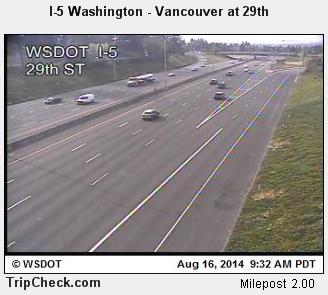 I-5 Washington - Vancouver at 29th
WSDOT I-5
29th ST
© WSDOT Aug 16, 2014 9:32 AM PDT
TripCheck.com Milepost 2.00